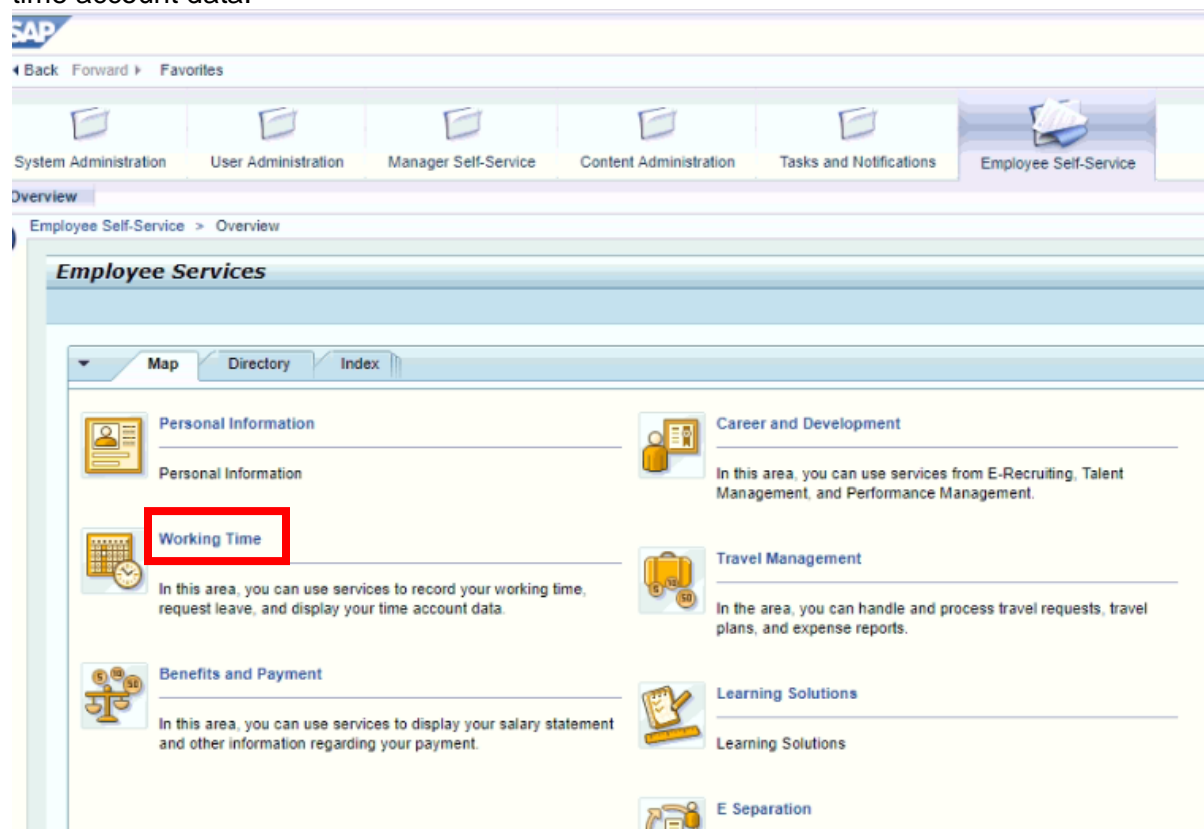 time account data.
SAP
Back Forward Favorites
System Administration User Administration Manager Self-Service Content Administration Tasks and Notifications Employee Self-Service
Overview
Employee Self-Service > Overview
Employee Services
Map Directory Index
Personal Information
Personal Information
Working Time
In this area, you can use services to record your working time,
request leave, and display your time account data.
Benefits and Payment
In this area, you can use services to display your salary statement
and other information regarding your payment.
Career and Development
In this area, you can use services from E-Recruiting, Talent
Management, and Performance Management.
Travel Management
In the area, you can handle and process travel requests, travel
plans, and expense reports.
Learning Solutions
Learning Solutions
E Separation